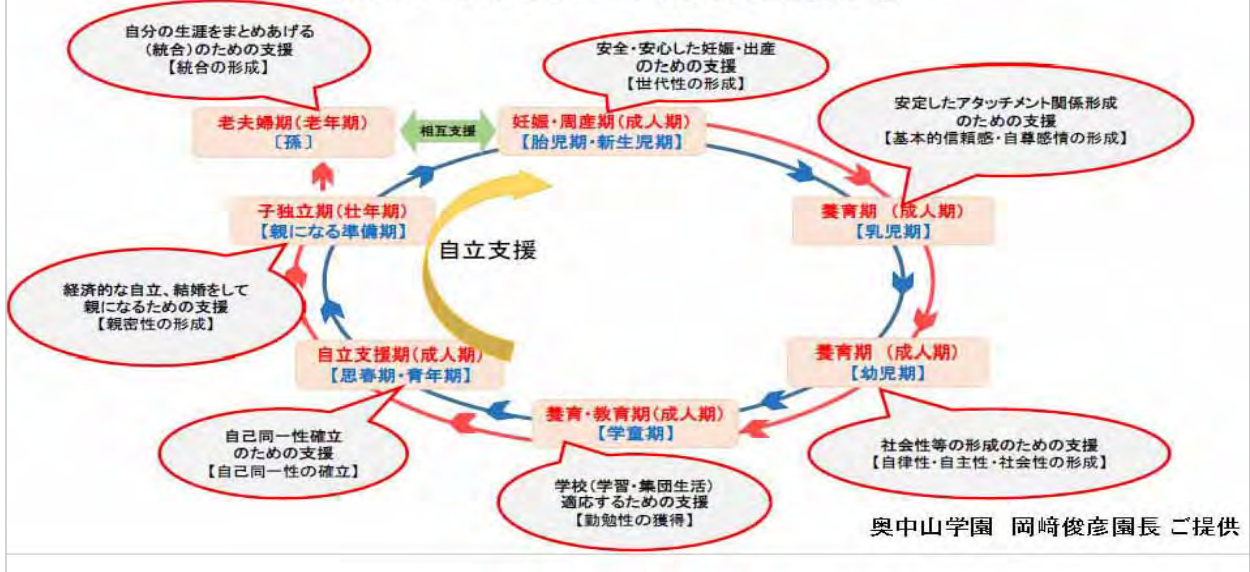 自分の生涯をまとめあげる
(統合)のための支援
【統合の形成】
安全・安心した妊娠・出産
のための支援
【世代性の形成】
安定したアタッチメント関係形成
のための支援
【基本的信頼感・自尊感情の形成】
老夫婦期(老年期)
〔孫〕
相互支援
妊娠・周産期(成人期)
【胎児期・新生児期】
子独立期(壮年期)
【親になる準備期】
養育期 (成人期)
【乳児期】
自立支援
経済的な自立、結婚をして
親になるための支援
【親密性の形成】
自立支援期(成人期)
【思春期・青年期】
養育期 (成人期)
【幼児期】
養育・教育期(成人期)
【学童期】
自己同一性確立
のための支援
【自己同一性の確立】
社会性等の形成のための支援
【自律性・自主性・社会性の形成】
学校(学習・集団生活)
適応するための支援
【勤勉性の獲得】
奥中山学園 岡﨑俊彦園長 ご提供